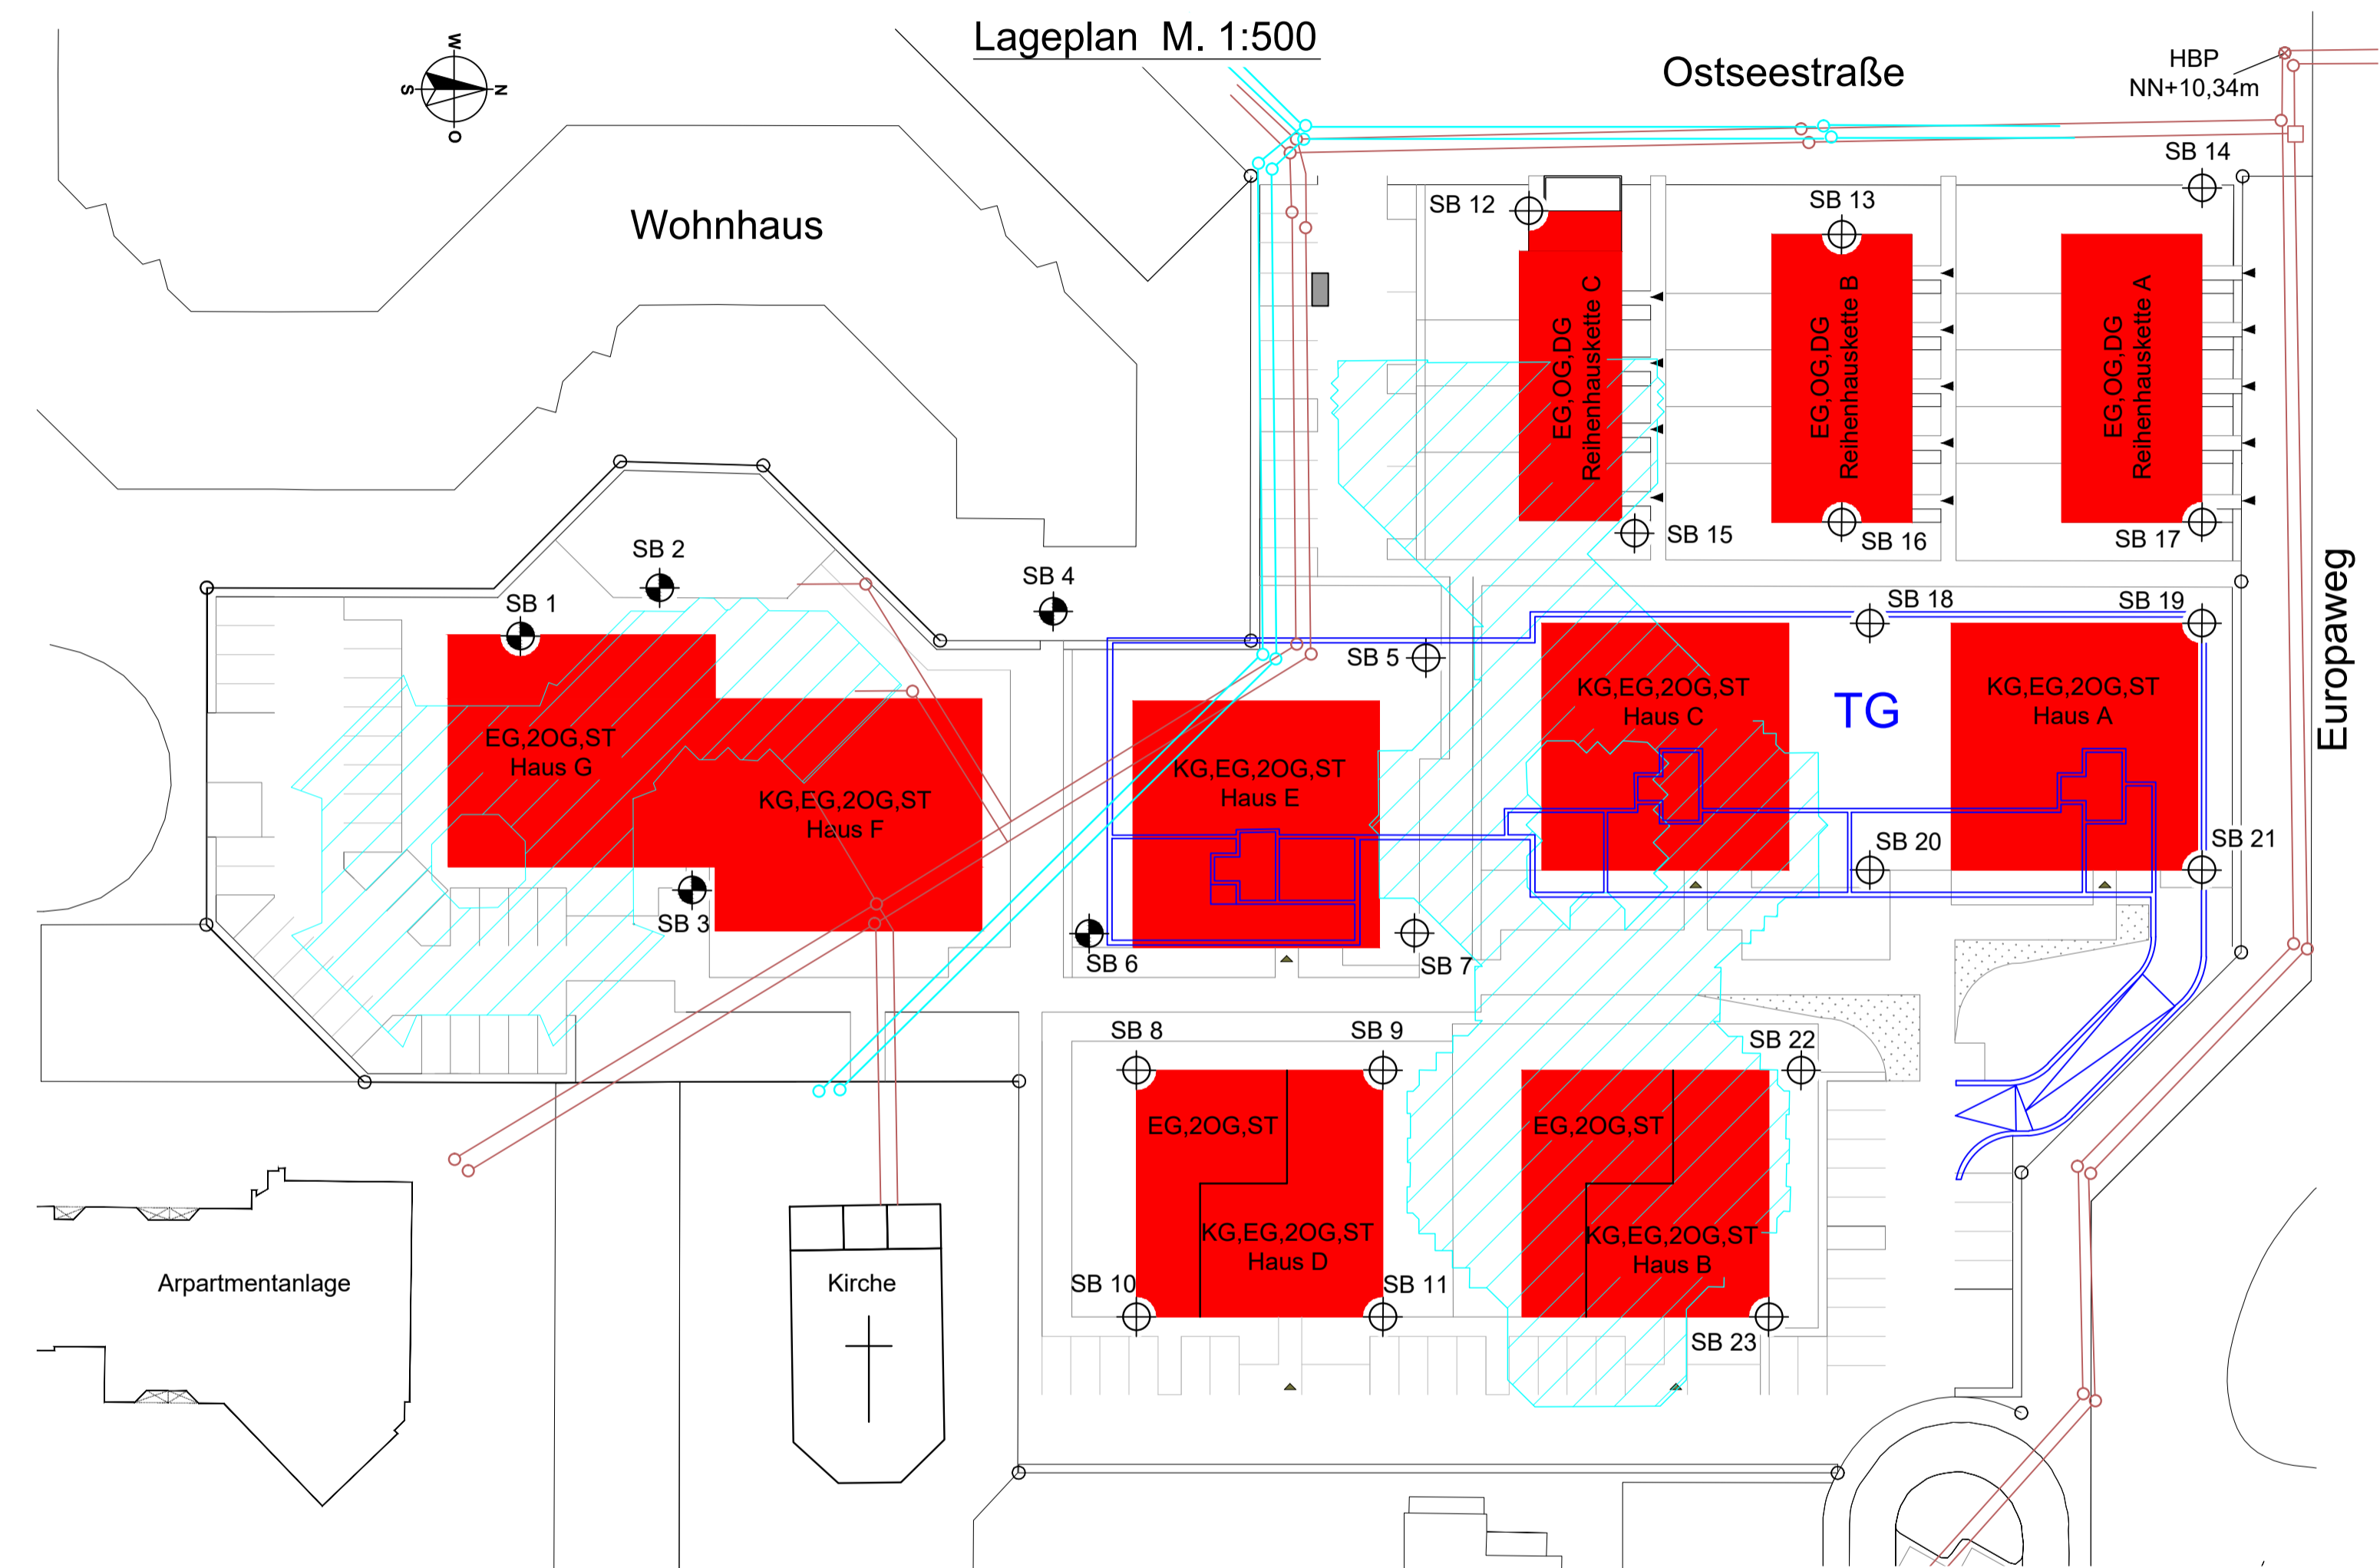 Lageplan M. 1:500
Ostseestraße
HBP
NN+10,34m
W
S
N
O
Wohnhaus
SB 12
SB 13
SB 14
EG,OG,DG
Reihenhauskette C
EG,OG,DG
Reihenhauskette B
EG,OG,DG
Reihenhauskette A
SB 15
SB 16
SB 17
Europaweg
SB 1
SB 2
SB 4
SB 5
SB 18
SB 19
EG,2OG,ST
Haus G
KG,EG,2OG,ST
Haus F
KG,EG,2OG,ST
Haus E
KG,EG,2OG,ST
Haus C
TG
KG,EG,2OG,ST
Haus A
SB 3
SB 6
SB 7
SB 20
SB 21
SB 8
SB 9
SB 22
EG,2OG,ST
KG,EG,2OG,ST
Haus D
EG,2OG,ST
KG,EG,2OG,ST
Haus B
SB 10
SB 11
SB 23
Arpartmentanlage
Kirche